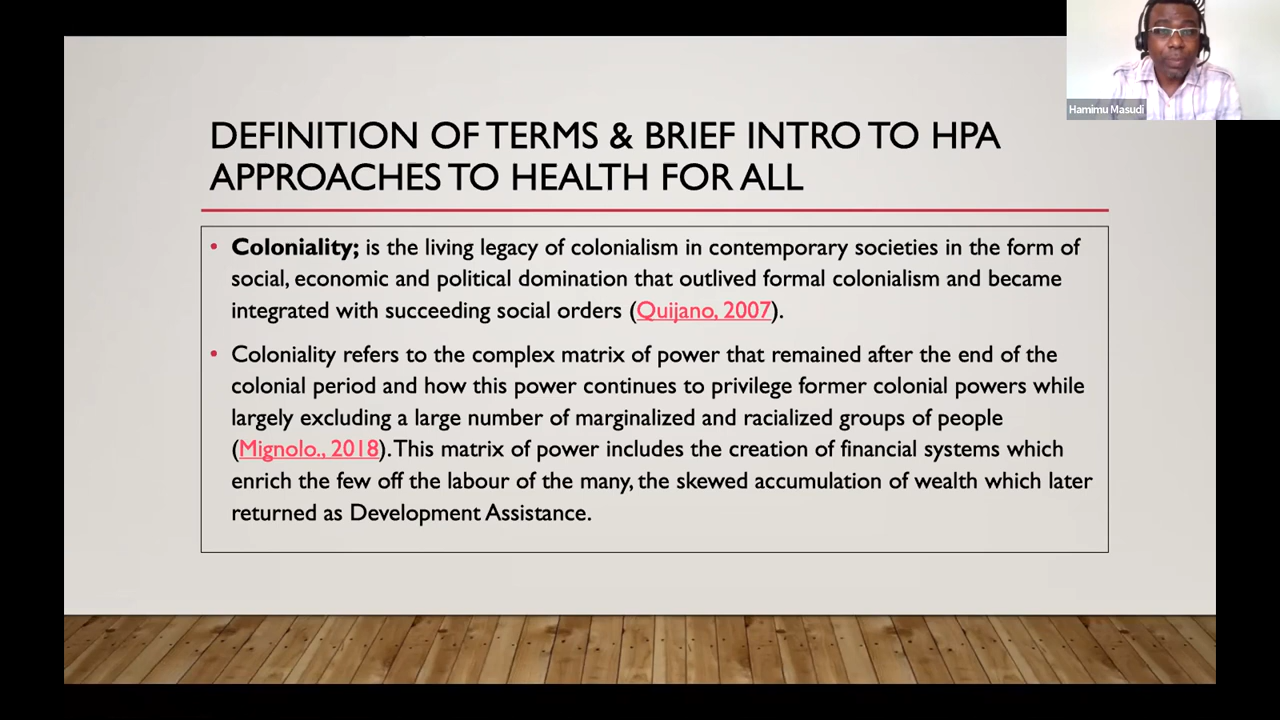 DEFINITION OF TERMS & BRIEF INTRO TO HPA
APPROACHES TO HEALTH FOR ALL
• Coloniality; is the living legacy of colonialism in contemporary societies in the form of
social, economic and political domination that outlived formal colonialism and became
integrated with succeeding social orders (Quijano, 2007).
• Coloniality refers to the complex matrix of power that remained after the end of the
colonial period and how this power continues to privilege former colonial powers while
largely excluding a large number of marginalized and racialized groups of people
(Mignolo., 2018). This matrix of power includes the creation of financial systems which
enrich the few off the labour of the many, the skewed accumulation of wealth which later
returned as Development Assistance.
Hamimu Masudi